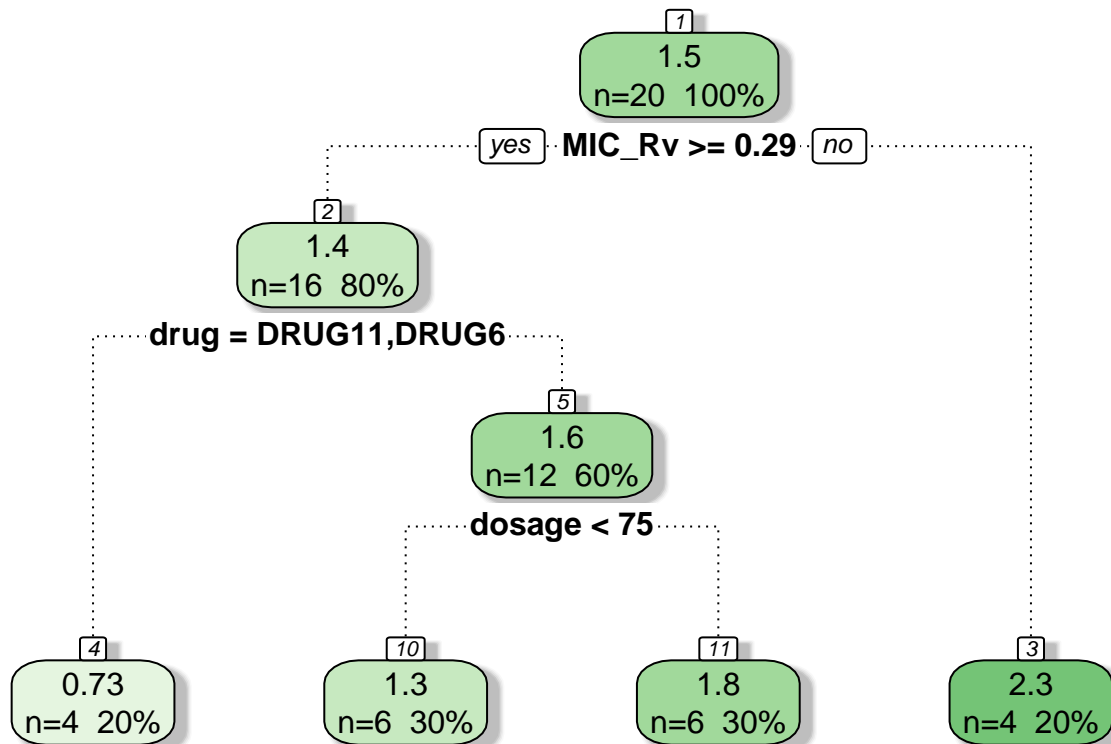 1
1.5
n=20 100%
yes MIC_Rv >= 0.29 no
2
1.4
n=16 80%
drug = DRUG11,DRUG6
5
1.6
n=12 60%
dosage < 75
4
0.73
n=4 20%
10
1.3
n=6 30%
11
1.8
n=6 30%
3
2.3
n=4 20%